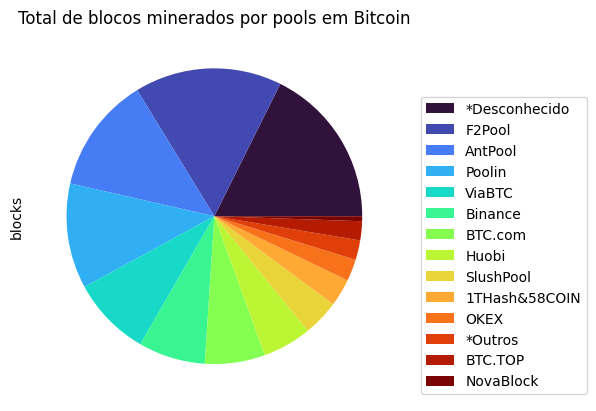 Total de blocos minerados por pools em Bitcoin
blocks
*Desconhecido
F2Pool
AntPool
Poolin
ViaBTC
Binance
BTC.com
Huobi
SlushPool
1THash&58COIN
OKEX
*Outros
BTC.TOP
NovaBlock